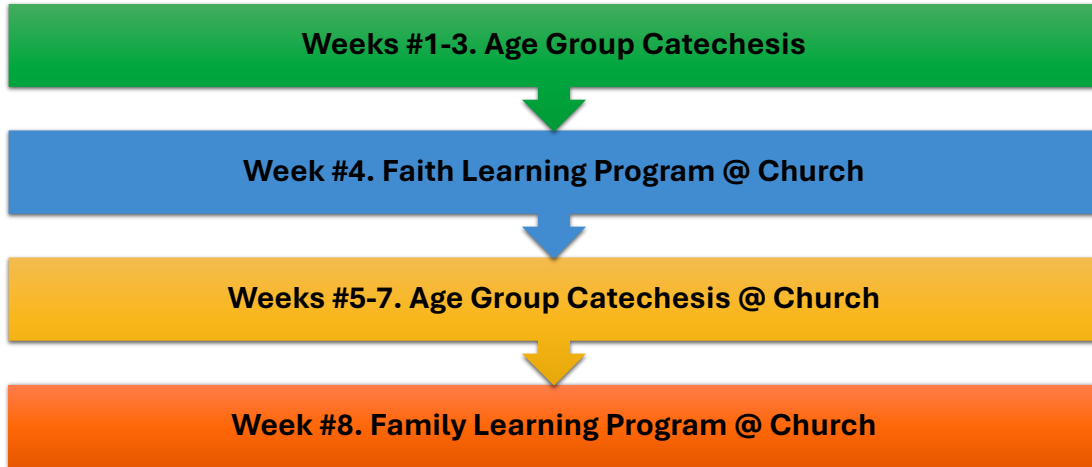 Weeks #1-3. Age Group Catechesis
Week #4. Faith Learning Program @ Church
Weeks #5-7. Age Group Catechesis @ Church
Week #8. Family Learning Program @ Church